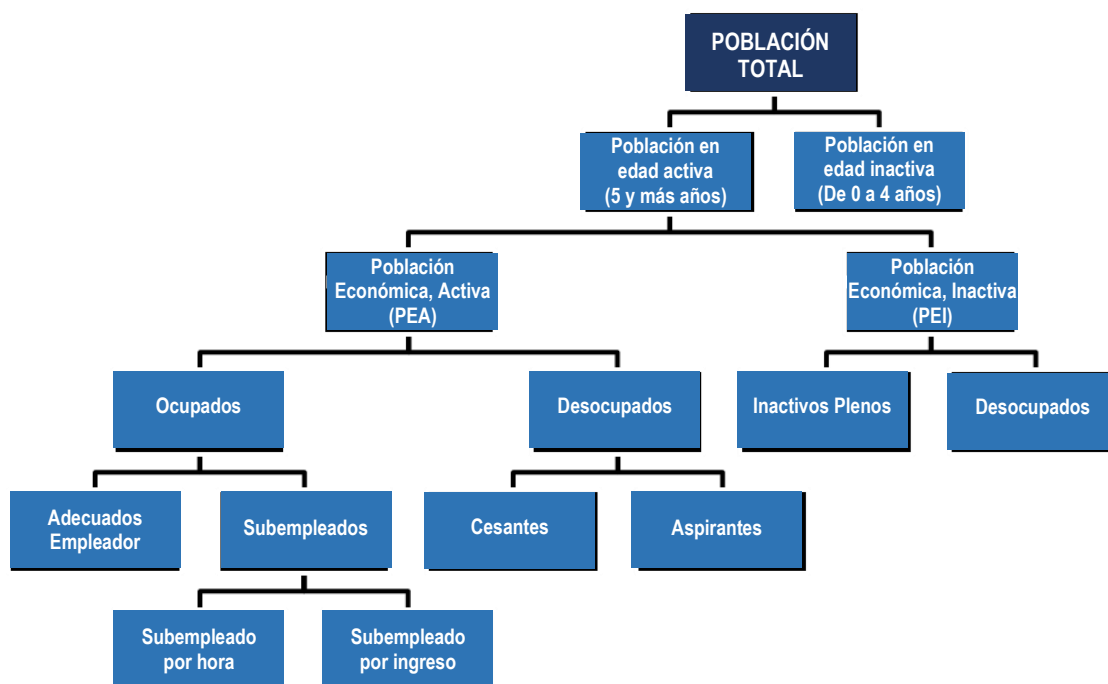 POBLACIÓN
TOTAL
Población en
edad activa
(5 y más años)
Población en
edad inactiva
(De 0 a 4 años)
Población
Económica, Activa
(PEA)
Población
Económica, Inactiva
(PEI)
Ocupados
Desocupados
Inactivos Plenos
Desocupados
Adecuados
Empleador
Subempleados
Cesantes
Aspirantes
Subempleado
por hora
Subempleado
por ingreso